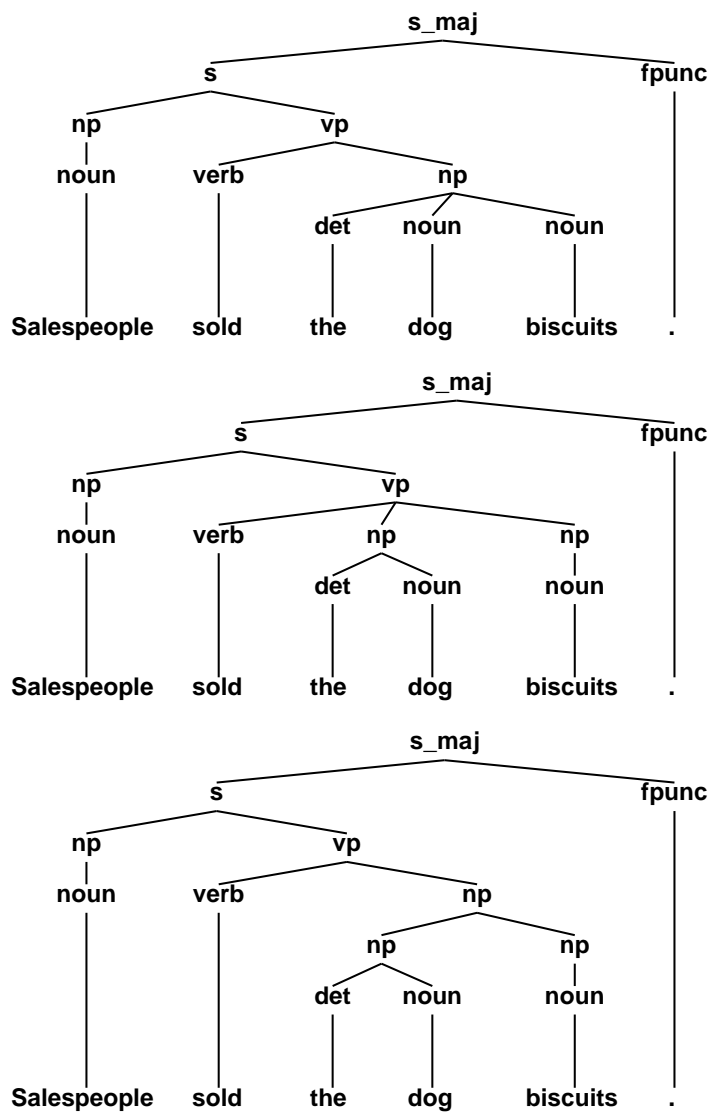 s_maj
s fpunc
np vp
noun verb np
det noun noun
Salespeople sold the dog biscuits .
s_maj
s fpunc
np vp
noun verb np np
det noun noun
Salespeople sold the dog biscuits .
s_maj
s fpunc
np vp
noun verb np
np np
det noun noun
Salespeople sold the dog biscuits .